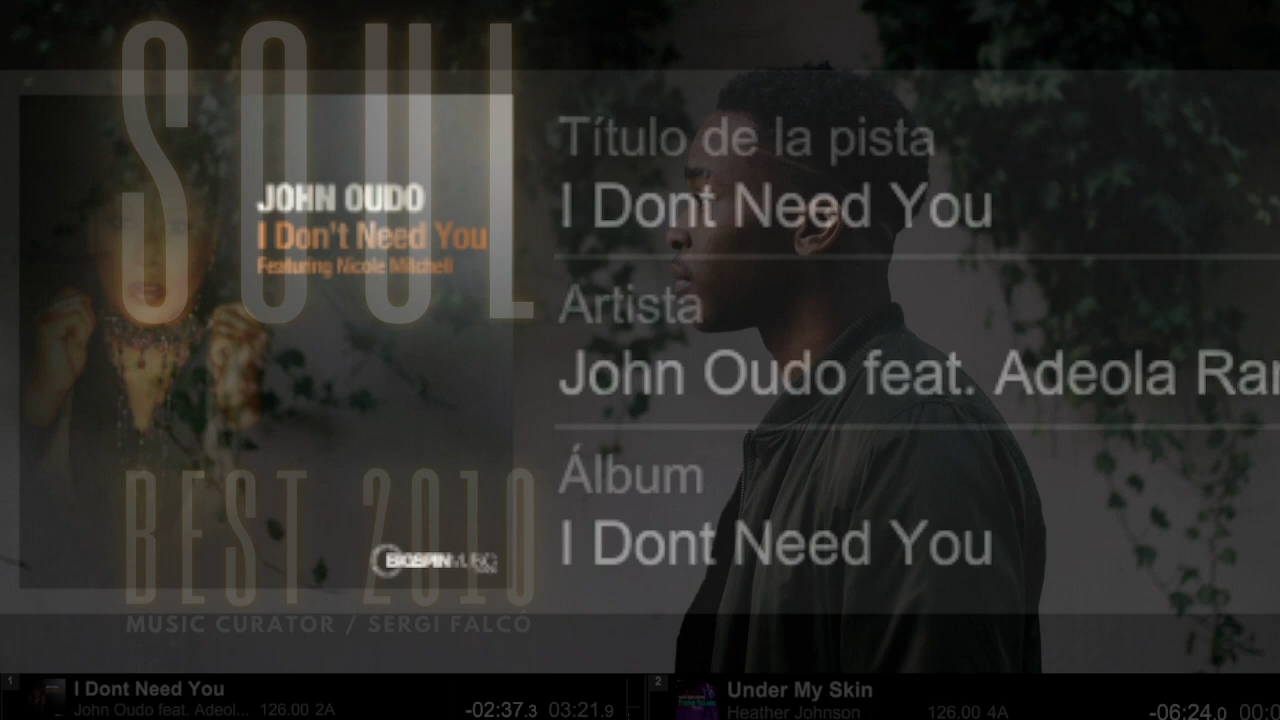 SOUL
JOHN OUDO
I Don't Need You
Featuring Nicole Mitchell
BEST 2010
BIGSPINMUSIC
MUSIC CURATOR / SERGI FALCÓ
Título de la pista
I Dont Need You
Artista
John Oudo feat. Adeola
Álbum
I Dont Need You
1
I Dont Need You
John Oudo feat. Adeol... 126.00 2A
-02:37.3 03:21.9
2
Under My Skin
Heather Johnson 126.00 4A
-06:24.0